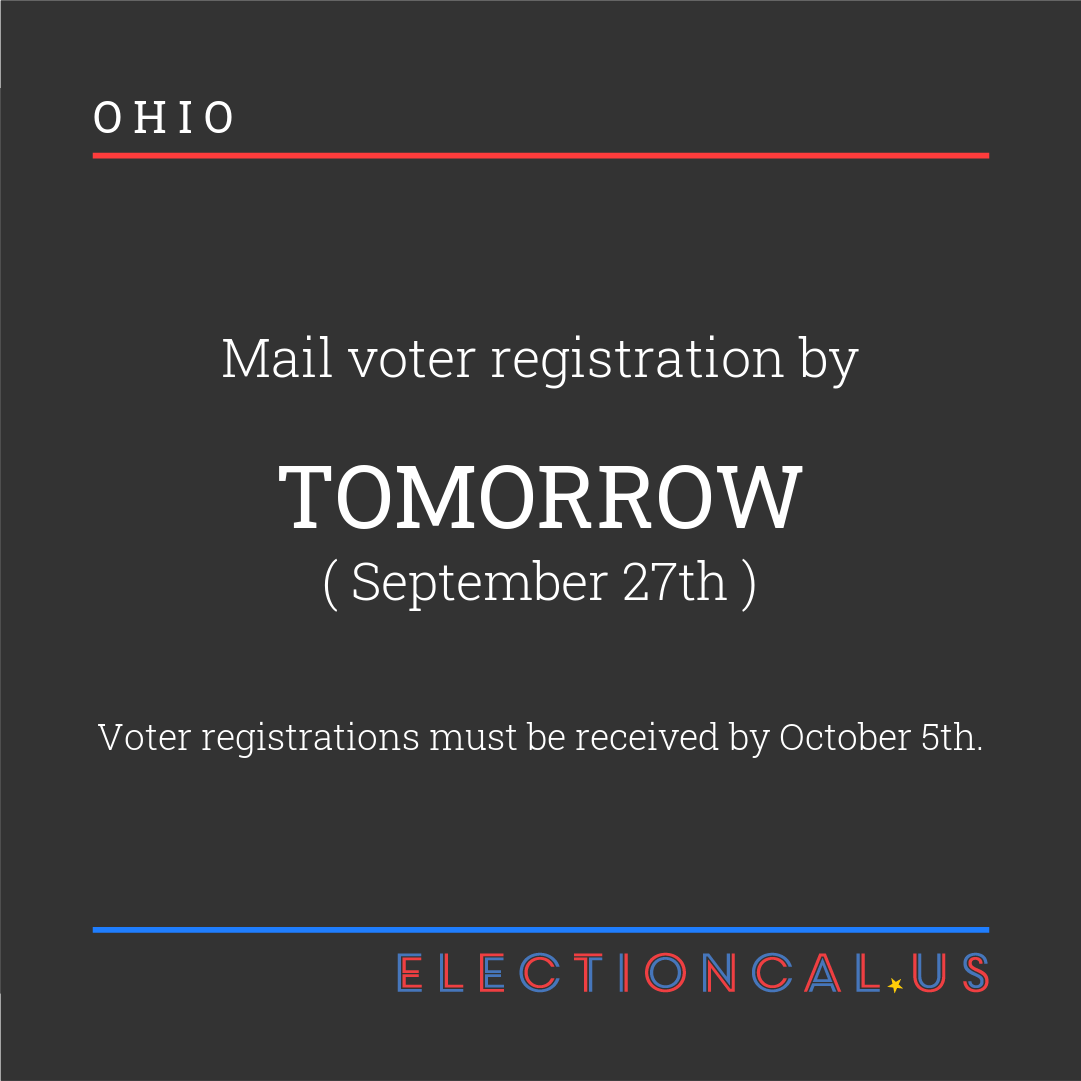 OHIO
Mail voter registration by
TOMORROW
( September 27th )
Voter registrations must be received by October 5th.
ELECTIONCAL.US